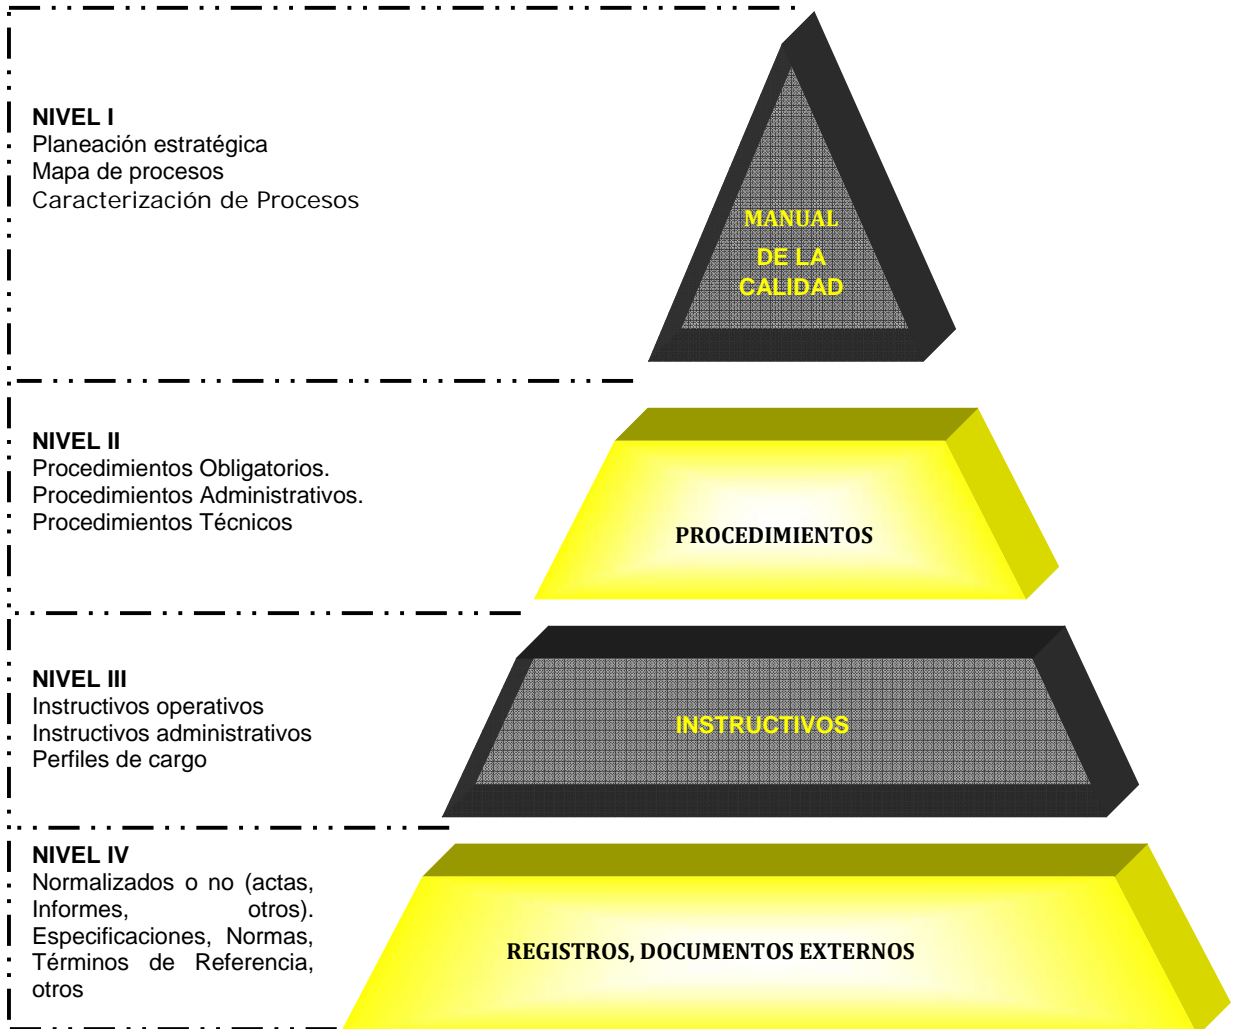 NIVEL I
Planeación estratégica
Mapa de procesos
Caracterización de Procesos
MANUAL
DE LA
CALIDAD
NIVEL II
Procedimientos Obligatorios.
Procedimientos Administrativos.
Procedimientos Técnicos
PROCEDIMIENTOS
NIVEL III
Instructivos operativos
Instructivos administrativos
Perfiles de cargo
INSTRUCTIVOS
NIVEL IV
Normalizados o no (actas,
Informes, otros).
Especificaciones, Normas,
Términos de Referencia,
otros
REGISTROS, DOCUMENTOS EXTERNOS